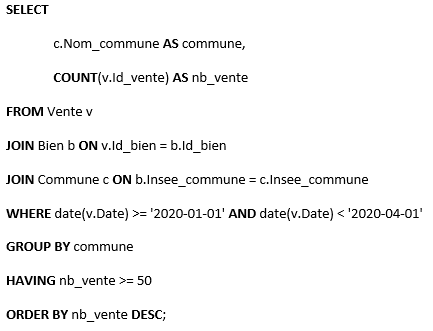 SELECT
c.Nom_commune AS commune,
COUNT(v.Id_vente) AS nb_vente
FROM Vente v
JOIN Bien b ON v.Id_bien = b.Id_bien
JOIN Commune c ON b.Insee_commune = c.Insee_commune
WHERE date(v.Date) >= '2020-01-01' AND date(v.Date) < '2020-04-01'
GROUP BY commune
HAVING nb_vente >= 50
ORDER BY nb_vente DESC;